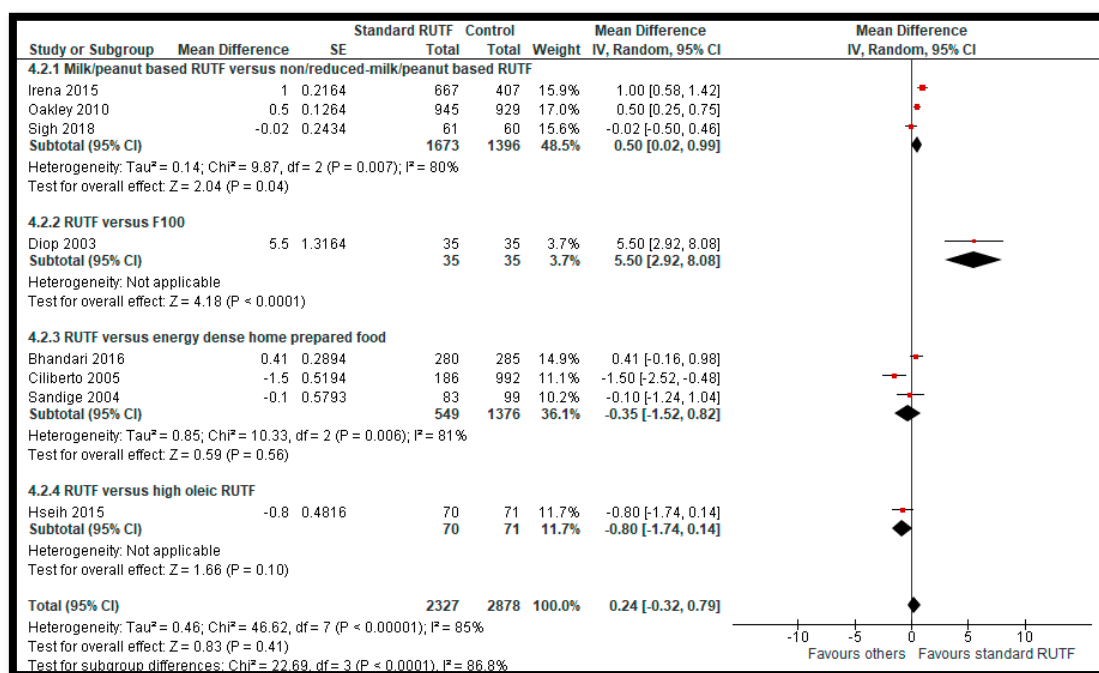 Standard RUTF Control Mean Difference Mean Difference
Study or Subgroup Mean Difference SE Total Total Weight IV, Random, 95% CI IV, Random, 95% CI
4.2.1 Milk/peanut based RUTF versus non/reduced-milk/peanut based RUTF
Irena 2015 1 0.2164 667 407 15.9% 1.00 [0.58, 1.42]
Oakley 2010 0.5 0.1264 945 929 17.0% 0.50 [0.25, 0.75]
Sigh 2018 -0.02 0.2434 61 60 15.6% -0.02 [-0.50, 0.46]
Subtotal (95% CI) 1673 1396 48.5% 0.50 [0.02, 0.99]
Heterogeneity: Tau² = 0.14; Chi² = 9.87, df = 2 (P = 0.007); I² = 80%
Test for overall effect: Z = 2.04 (P = 0.04)
4.2.2 RUTF versus F100
Diop 2003 5.5 1.3164 35 35 3.7% 5.50 [2.92, 8.08]
Subtotal (95% CI) 35 35 3.7% 5.50 [2.92, 8.08]
Heterogeneity: Not applicable
Test for overall effect: Z = 4.18 (P < 0.0001)
4.2.3 RUTF versus energy dense home prepared food
Bhandari 2016 0.41 0.2894 280 285 14.9% 0.41 [-0.16, 0.98]
Ciliberto 2005 -1.5 0.5194 186 992 11.1% -1.50 [-2.52, -0.48]
Sandige 2004 -0.1 0.5793 83 99 10.2% -0.10 [-1.24, 1.04]
Subtotal (95% CI) 549 1376 36.1% -0.35 [-1.52, 0.82]
Heterogeneity: Tau² = 0.85; Chi² = 10.33, df = 2 (P = 0.006); I² = 81%
Test for overall effect: Z = 0.59 (P = 0.56)
4.2.4 RUTF versus high oleic RUTF
Hseih 2015 -0.8 0.4816 70 71 11.7% -0.80 [-1.74, 0.14]
Subtotal (95% CI) 70 71 11.7% -0.80 [-1.74, 0.14]
Heterogeneity: Not applicable
Test for overall effect: Z = 1.66 (P = 0.10)
Total (95% CI) 2327 2878 100.0% 0.24 [-0.32, 0.79]
Heterogeneity: Tau² = 0.46; Chi² = 46.62, df = 7 (P < 0.00001); I² = 85%
Test for overall effect: Z = 0.83 (P = 0.41)
Test for subgroup differences: Chi² = 22.69, df = 3 (P < 0.0001), I² = 86.8%
-10 -5 0 5 10
Favours others Favours standard RUTF